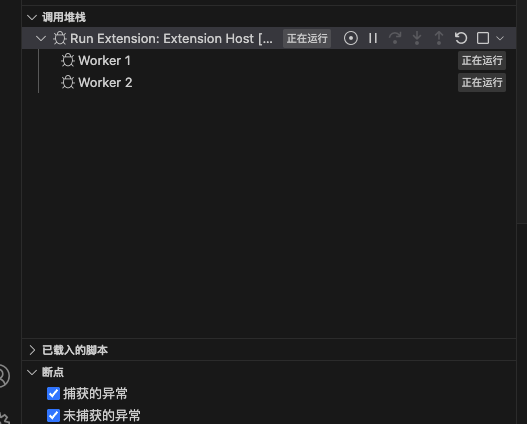 调用堆栈
Run Extension: Extension Host [... 正在运行
Worker 1 正在运行
Worker 2 正在运行
已载入的脚本
断点
捕获的异常
未捕获的异常